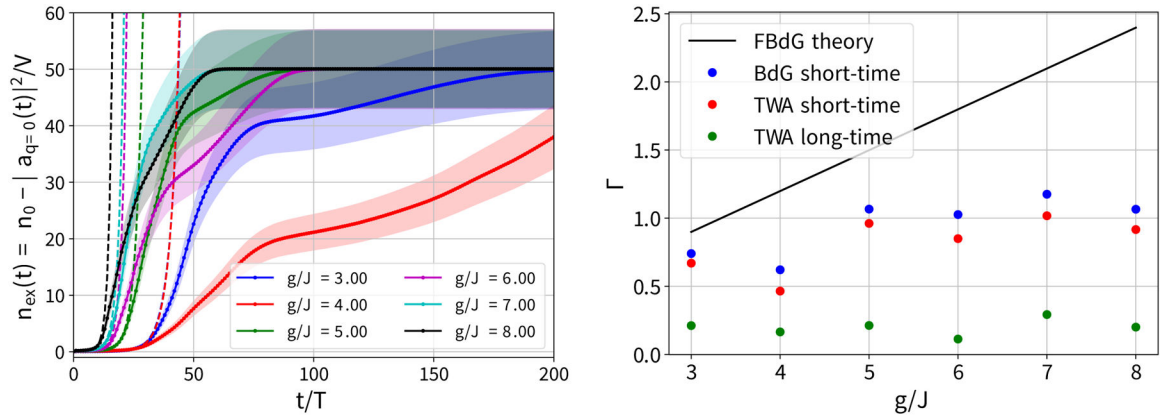 n_ex(t) = n_0 − | a_{q=0}(t)|^2/V
60
50
40
30
20
10
0
0 50 100 150 200
t/T
g/J = 3.00
g/J = 4.00
g/J = 5.00
g/J = 6.00
g/J = 7.00
g/J = 8.00
Γ
2.5
2.0
1.5
1.0
0.5
0.0
3 4 5 6 7 8
g/J
FBdG theory
BdG short-time
TWA short-time
TWA long-time